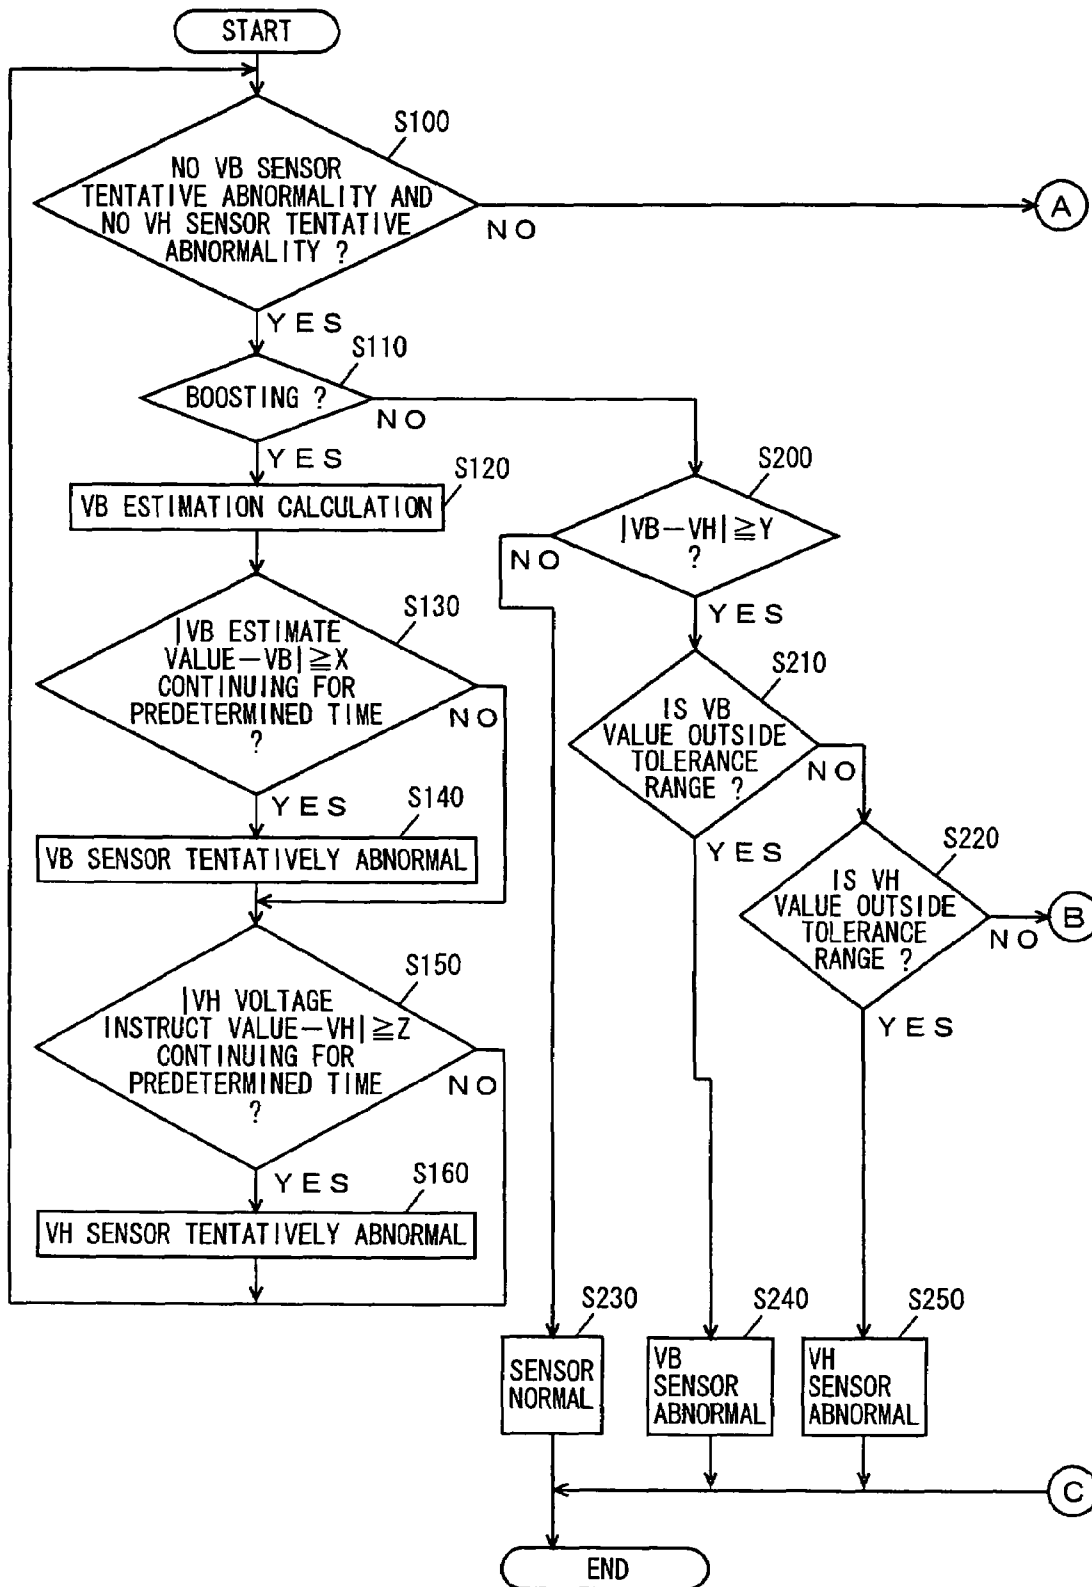 START
S100
NO VB SENSOR
TENTATIVE ABNORMALITY AND
NO VH SENSOR TENTATIVE
ABNORMALITY ?
NO
A
YES
S110
BOOSTING ?
NO
YES
S120
VB ESTIMATION CALCULATION
S130
|VB ESTIMATE
VALUE−VB|≧X
CONTINUING FOR
PREDETERMINED TIME
?
NO
YES
S140
VB SENSOR TENTATIVELY ABNORMAL
S150
|VH VOLTAGE
INSTRUCT VALUE−VH|≧Z
CONTINUING FOR
PREDETERMINED TIME
?
NO
YES
S160
VH SENSOR TENTATIVELY ABNORMAL
S200
|VB−VH|≧Y
?
NO
YES
S210
IS VB
VALUE OUTSIDE
TOLERANCE
RANGE ?
NO
YES
S220
IS VH
VALUE OUTSIDE
TOLERANCE
RANGE ?
NO
B
YES
S230
SENSOR
NORMAL
S240
VB
SENSOR
ABNORMAL
S250
VH
SENSOR
ABNORMAL
C
END